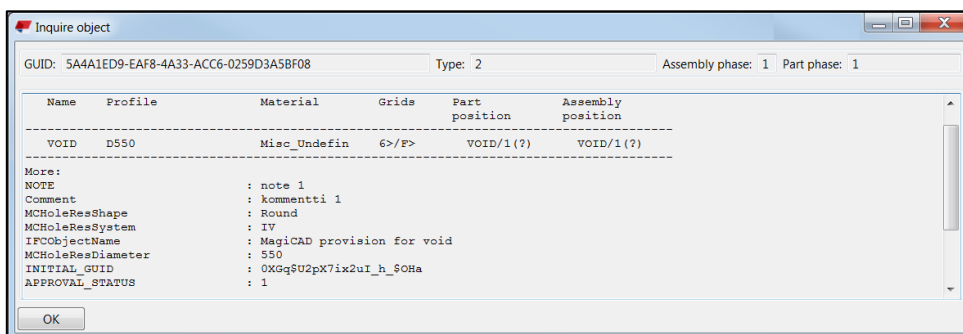 Inquire object
GUID: 5A4A1ED9-EAF8-4A33-ACC6-0259D3A5BF08 Type: 2 Assembly phase: 1 Part phase: 1
Name Profile Material Grids Part position Assembly position
VOID D550 Misc_Undefin 6>/F> VOID/1(?) VOID/1(?)
More:
NOTE : note 1
Comment : kommentti 1
MCHoleResShape : Round
MCHoleResSystem : IV
IFCObjectName : MagiCAD provision for void
MCHoleResDiameter : 550
INITIAL_GUID : 0XGq$U2pX7ix2uI_h_$OHa
APPROVAL_STATUS : 1
OK